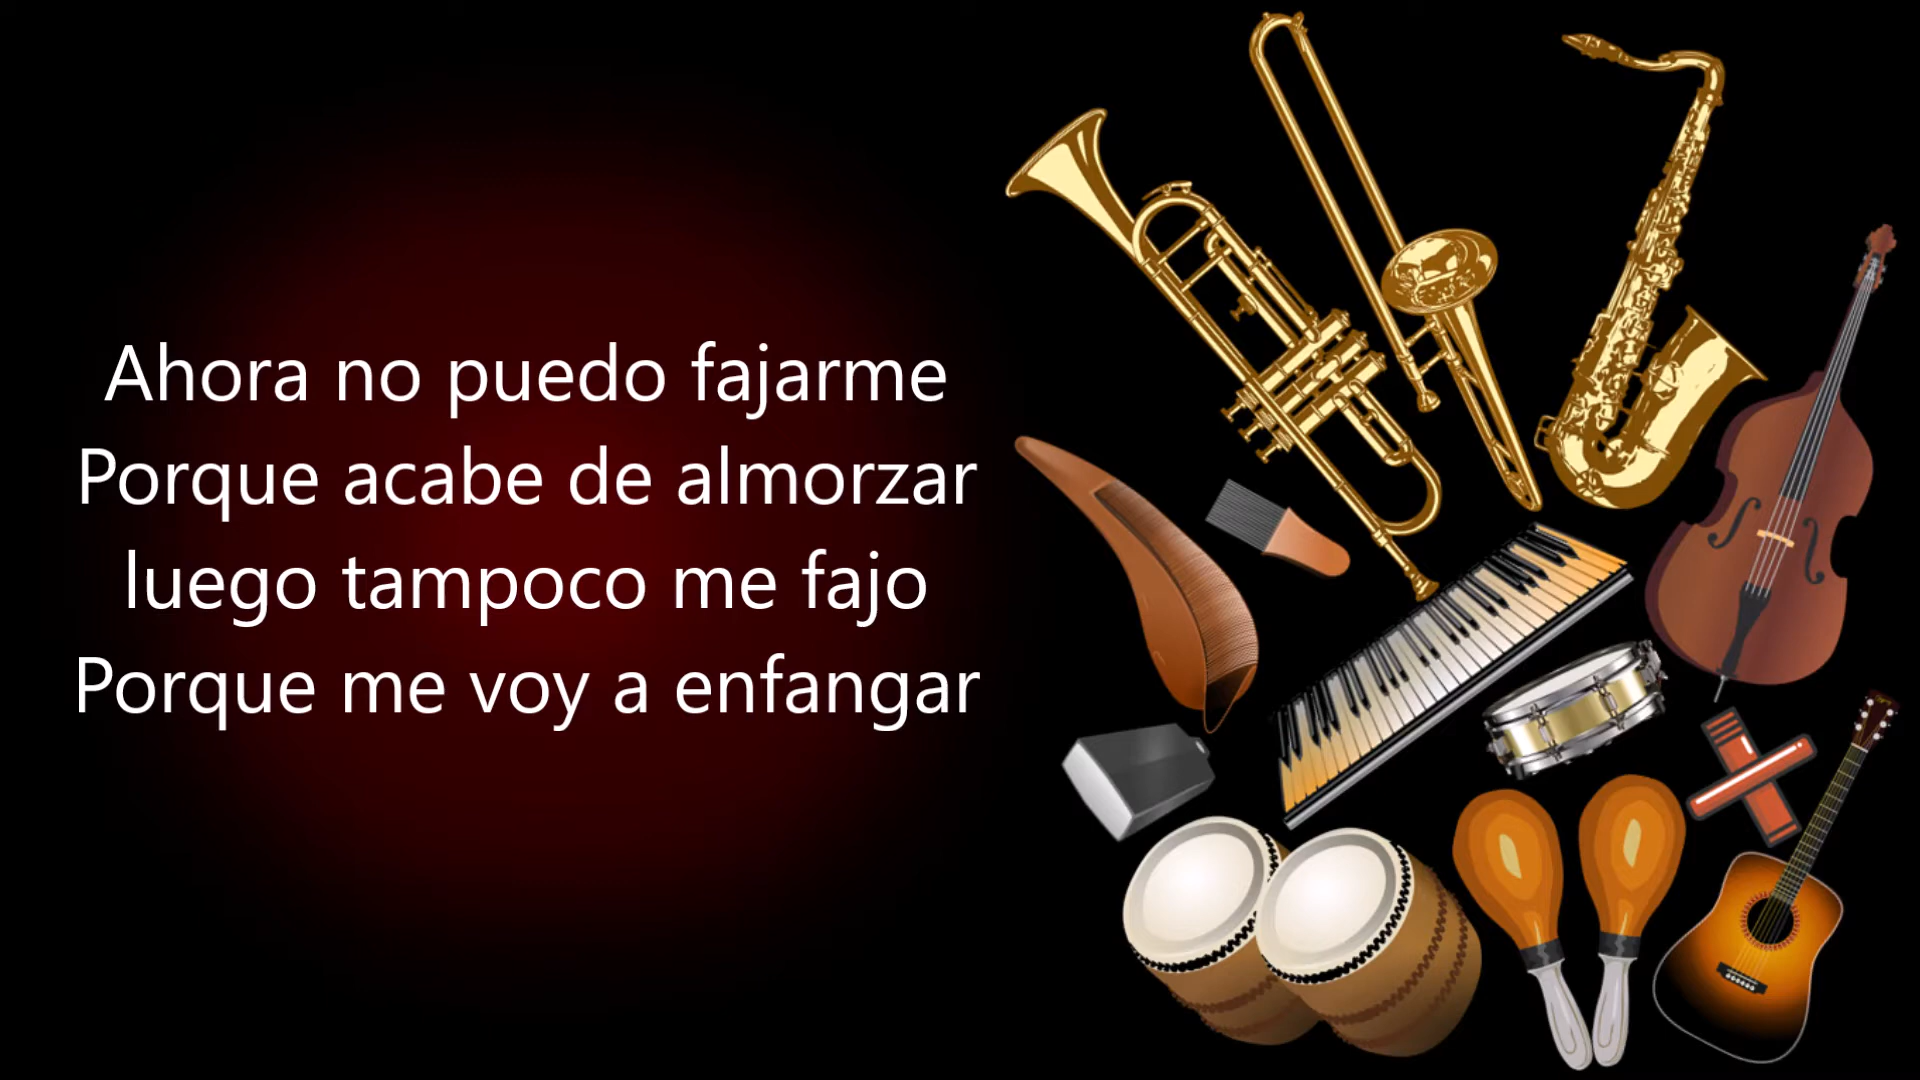 Ahora no puedo fajarme
Porque acabe de almorzar
luego tampoco me fajo
Porque me voy a enfangar